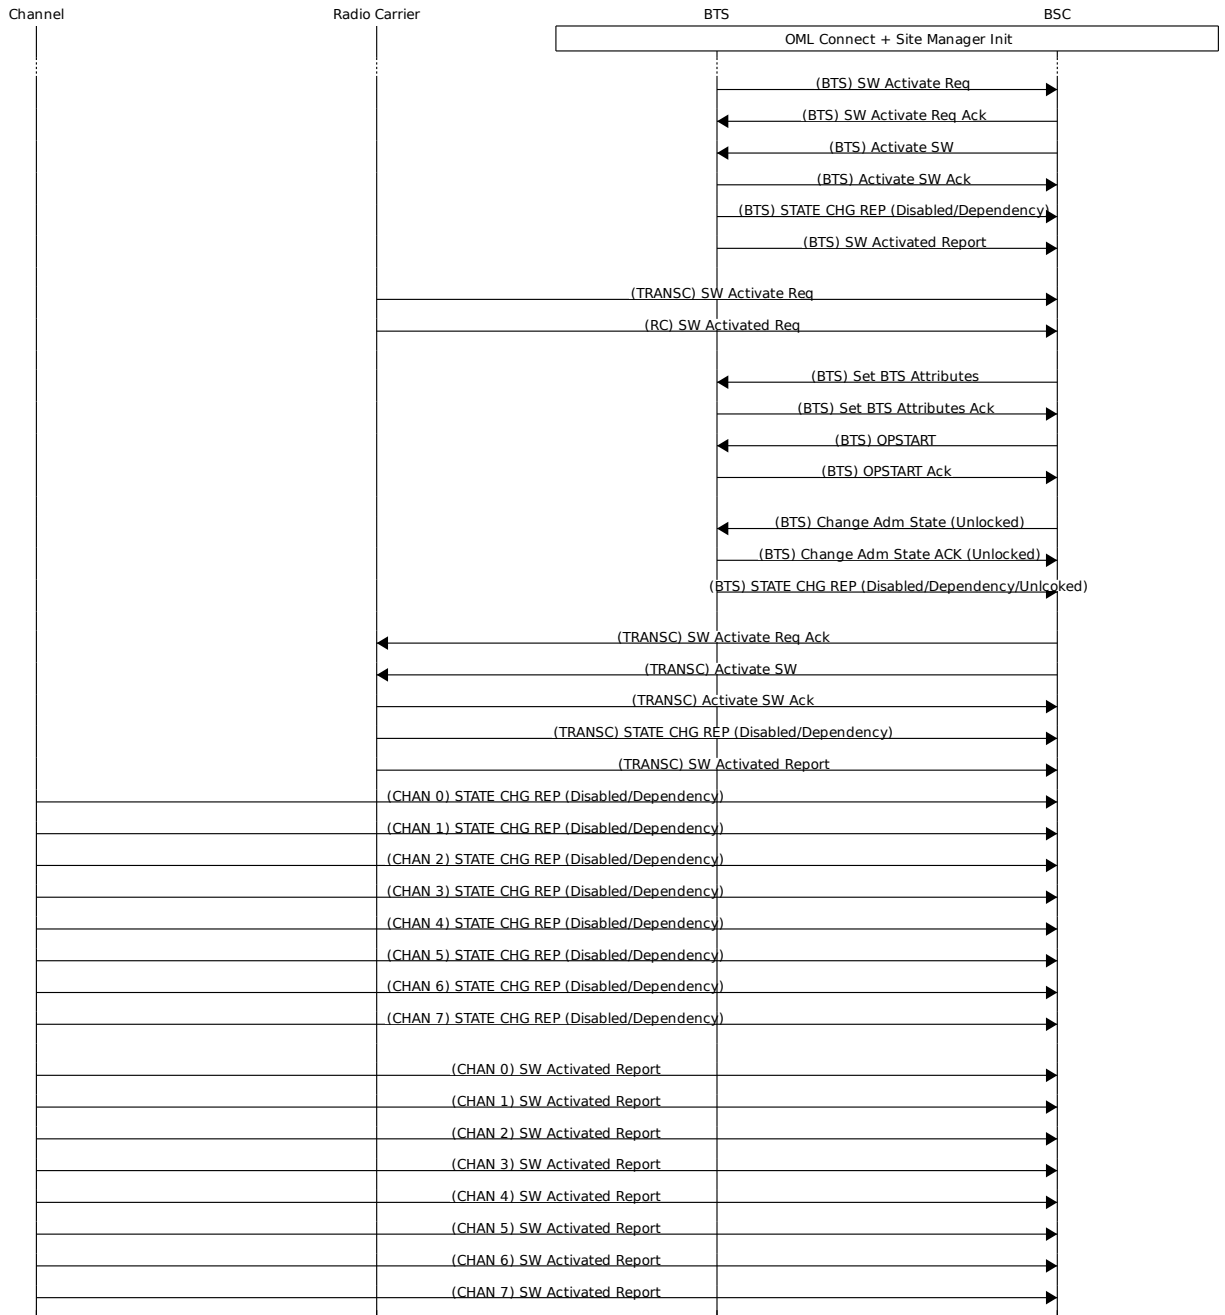 Channel Radio Carrier BTS BSC
OML Connect + Site Manager Init
(BTS) SW Activate Req
(BTS) SW Activate Req Ack
(BTS) Activate SW
(BTS) Activate SW Ack
(BTS) STATE CHG REP (Disabled/Dependency)
(BTS) SW Activated Report
(TRANSC) SW Activate Req
(RC) SW Activated Req
(BTS) Set BTS Attributes
(BTS) Set BTS Attributes Ack
(BTS) OPSTART
(BTS) OPSTART Ack
(BTS) Change Adm State (Unlocked)
(BTS) Change Adm State ACK (Unlocked)
(BTS) STATE CHG REP (Disabled/Dependency/Unlcoked)
(TRANSC) SW Activate Req Ack
(TRANSC) Activate SW
(TRANSC) Activate SW Ack
(TRANSC) STATE CHG REP (Disabled/Dependency)
(TRANSC) SW Activated Report
(CHAN 0) STATE CHG REP (Disabled/Dependency)
(CHAN 1) STATE CHG REP (Disabled/Dependency)
(CHAN 2) STATE CHG REP (Disabled/Dependency)
(CHAN 3) STATE CHG REP (Disabled/Dependency)
(CHAN 4) STATE CHG REP (Disabled/Dependency)
(CHAN 5) STATE CHG REP (Disabled/Dependency)
(CHAN 6) STATE CHG REP (Disabled/Dependency)
(CHAN 7) STATE CHG REP (Disabled/Dependency)
(CHAN 0) SW Activated Report
(CHAN 1) SW Activated Report
(CHAN 2) SW Activated Report
(CHAN 3) SW Activated Report
(CHAN 4) SW Activated Report
(CHAN 5) SW Activated Report
(CHAN 6) SW Activated Report
(CHAN 7) SW Activated Report